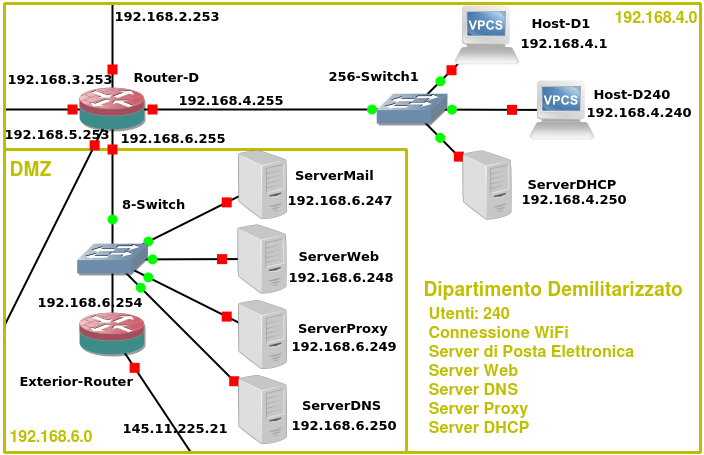 192.168.2.253
Host-D1
192.168.4.0
VPCS
192.168.4.1
192.168.3.253
Router-D
256-Switch1
192.168.4.255
Host-D240
VPCS
192.168.4.240
192.168.5.253
192.168.6.255
DMZ
ServerMail
ServerDHCP
192.168.4.250
8-Switch
192.168.6.247
ServerWeb
192.168.6.248
Dipartimento Demilitarizzato
192.168.6.254
Utenti: 240
ServerProxy
Connessione WiFi
192.168.6.249
Server di Posta Elettronica
Server Web
Exterior-Router
Server DNS
ServerDNS
Server Proxy
192.168.6.250
145.11.225.21
Server DHCP
192.168.6.0